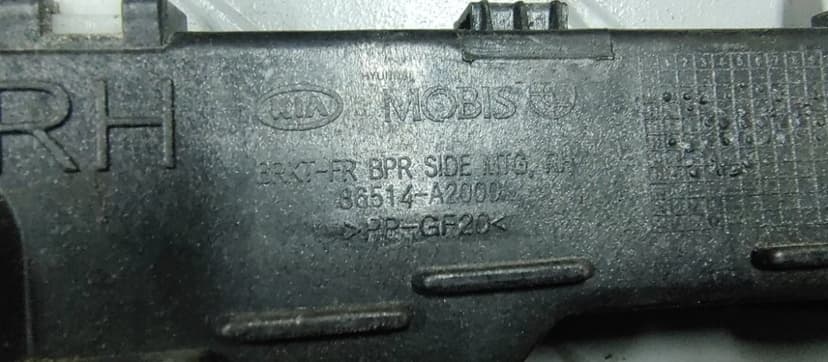 RH
HYUNDAI
KIA MOBIS
BRKT-FR BPR SIDE MTG, RH
86514-A2000
>PP-GF20<